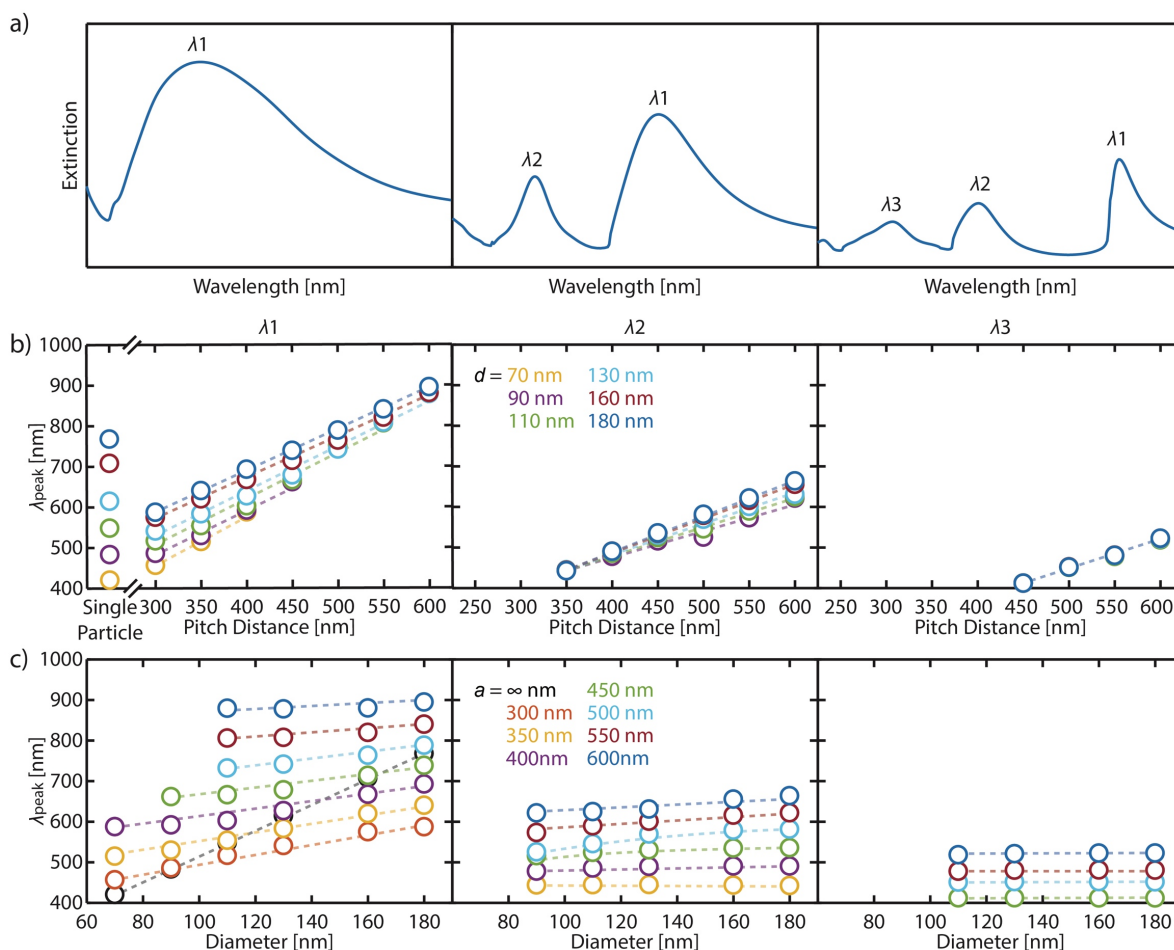 a)
Extinction
λ1
λ2
λ1
λ3
λ2
λ1
Wavelength [nm]
Wavelength [nm]
Wavelength [nm]
λ1
λ2
λ3
b)
λpeak [nm]
1000
900
800
700
600
500
400
d = 70 nm
130 nm
90 nm
160 nm
110 nm
180 nm
Single
Particle
300 350 400 450 500 550 600
250 300 350 400 450 500 550 600
250 300 350 400 450 500 550 600
Pitch Distance [nm]
Pitch Distance [nm]
Pitch Distance [nm]
c)
λpeak [nm]
1000
900
800
700
600
500
400
a = ∞ nm
450 nm
300 nm
500 nm
350 nm
550 nm
400nm
600nm
60 80 100 120 140 160 180
80 100 120 140 160 180
80 100 120 140 160 180
Diameter [nm]
Diameter [nm]
Diameter [nm]